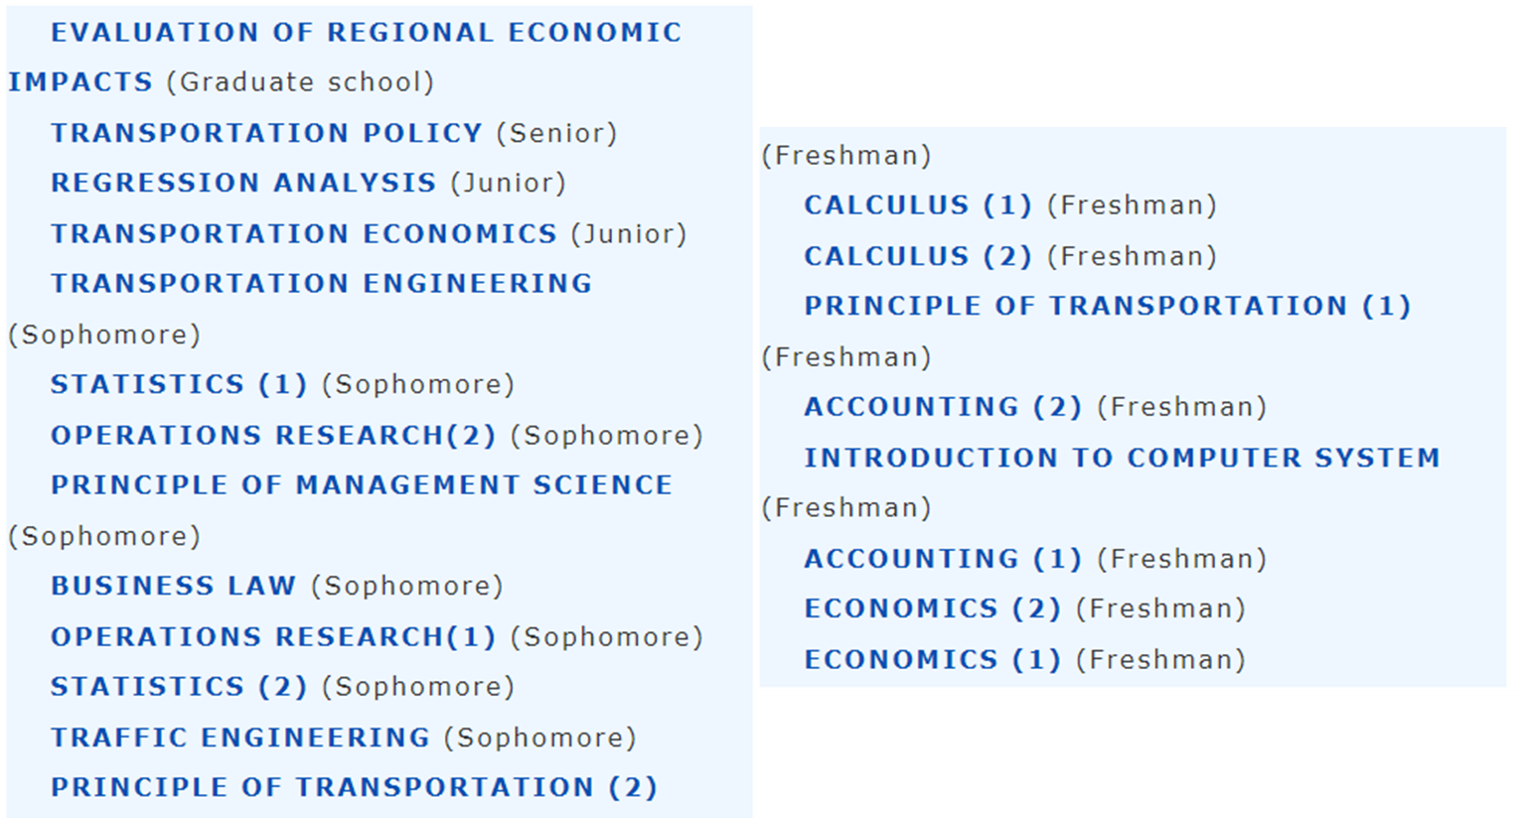 EVALUATION OF REGIONAL ECONOMIC
IMPACTS (Graduate school)
TRANSPORTATION POLICY (Senior)
REGRESSION ANALYSIS (Junior)
TRANSPORTATION ECONOMICS (Junior)
TRANSPORTATION ENGINEERING
(Sophomore)
STATISTICS (1) (Sophomore)
OPERATIONS RESEARCH(2) (Sophomore)
PRINCIPLE OF MANAGEMENT SCIENCE
(Sophomore)
BUSINESS LAW (Sophomore)
OPERATIONS RESEARCH(1) (Sophomore)
STATISTICS (2) (Sophomore)
TRAFFIC ENGINEERING (Sophomore)
PRINCIPLE OF TRANSPORTATION (2)
(Freshman)
CALCULUS (1) (Freshman)
CALCULUS (2) (Freshman)
PRINCIPLE OF TRANSPORTATION (1)
(Freshman)
ACCOUNTING (2) (Freshman)
INTRODUCTION TO COMPUTER SYSTEM
(Freshman)
ACCOUNTING (1) (Freshman)
ECONOMICS (2) (Freshman)
ECONOMICS (1) (Freshman)